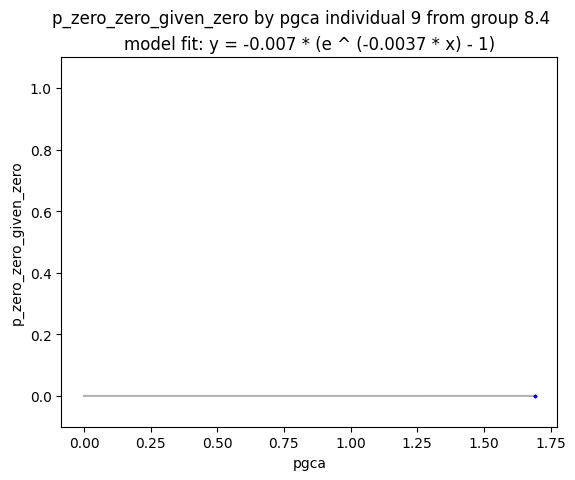 p_zero_zero_given_zero by pgca individual 9 from group 8.4
model fit: y = -0.007 * (e ^ (-0.0037 * x) - 1)
1.0
0.8
0.6
0.4
0.2
0.0
p_zero_zero_given_zero
0.00 0.25 0.50 0.75 1.00 1.25 1.50 1.75
pgca